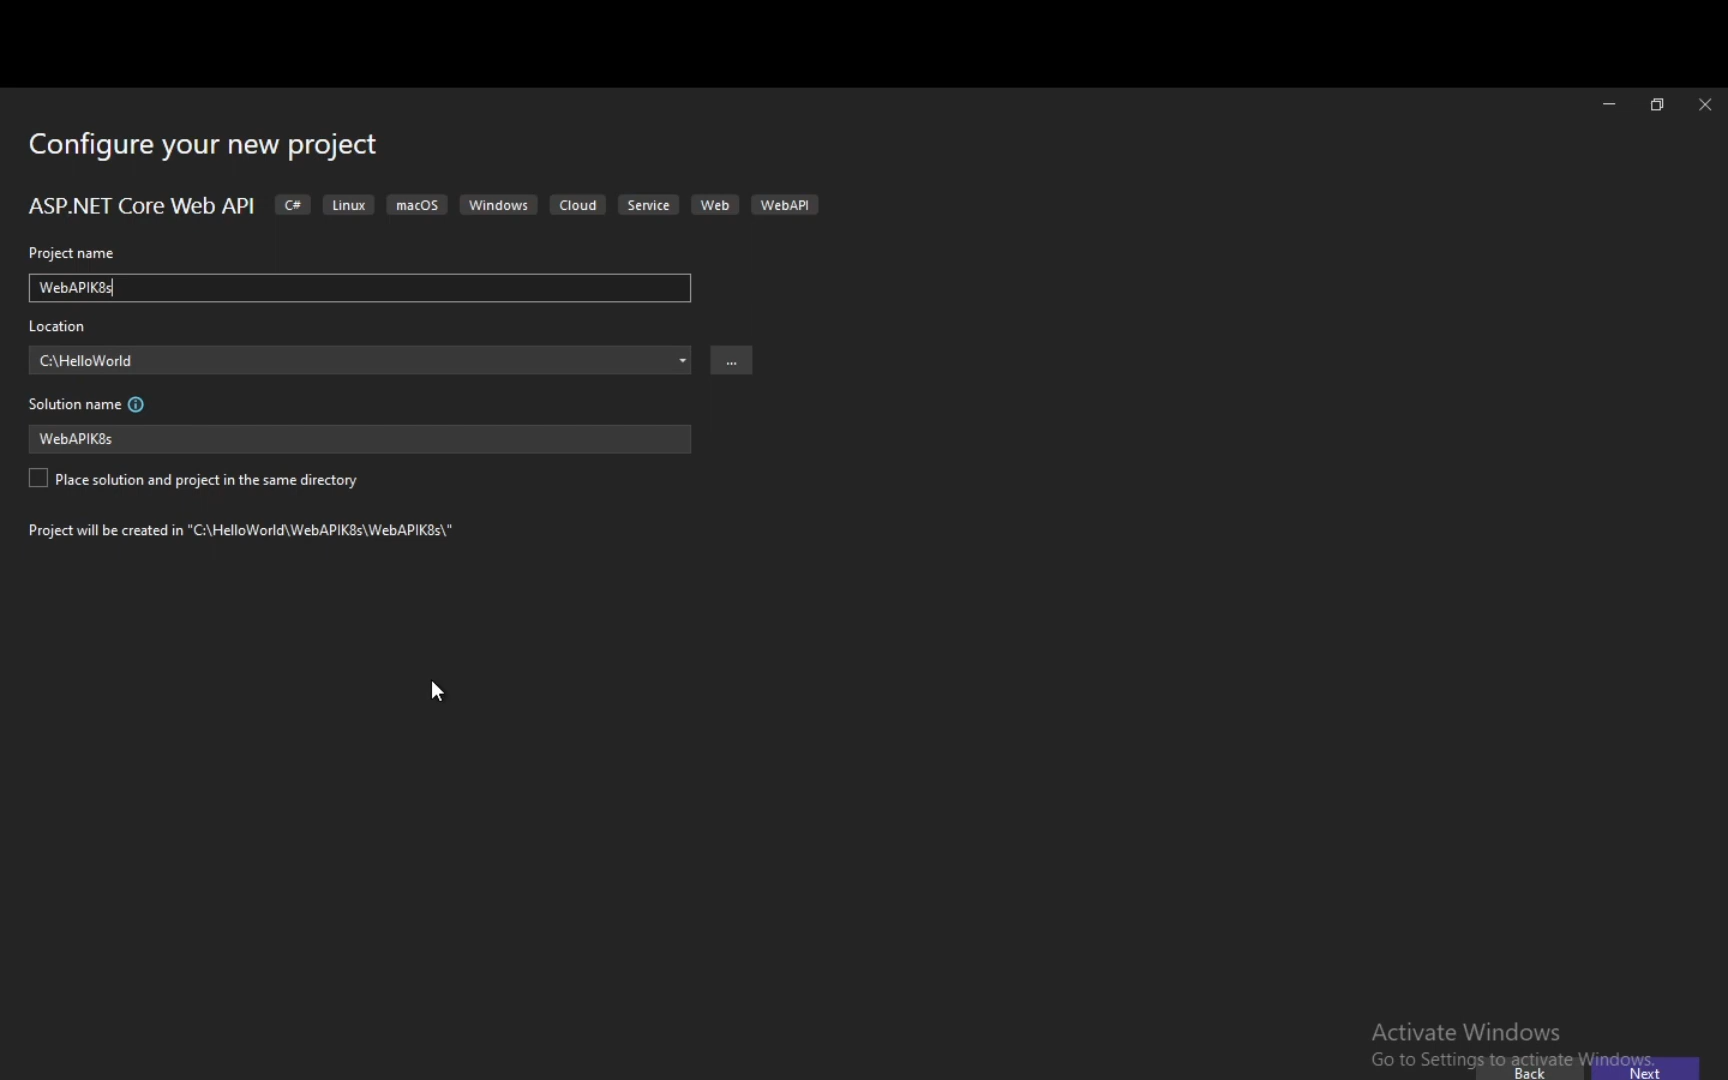 Configure your new project
ASP.NET Core Web API C# Linux macOS Windows Cloud Service Web WebAPI
Project name
WebAPIK8s
Location
C:\HelloWorld
...
Solution name
WebAPIK8s
Place solution and project in the same directory
Project will be created in "C:\HelloWorld\WebAPIK8s\WebAPIK8s\"
Activate Windows
Go to Settings to activate Windows.
Back Next